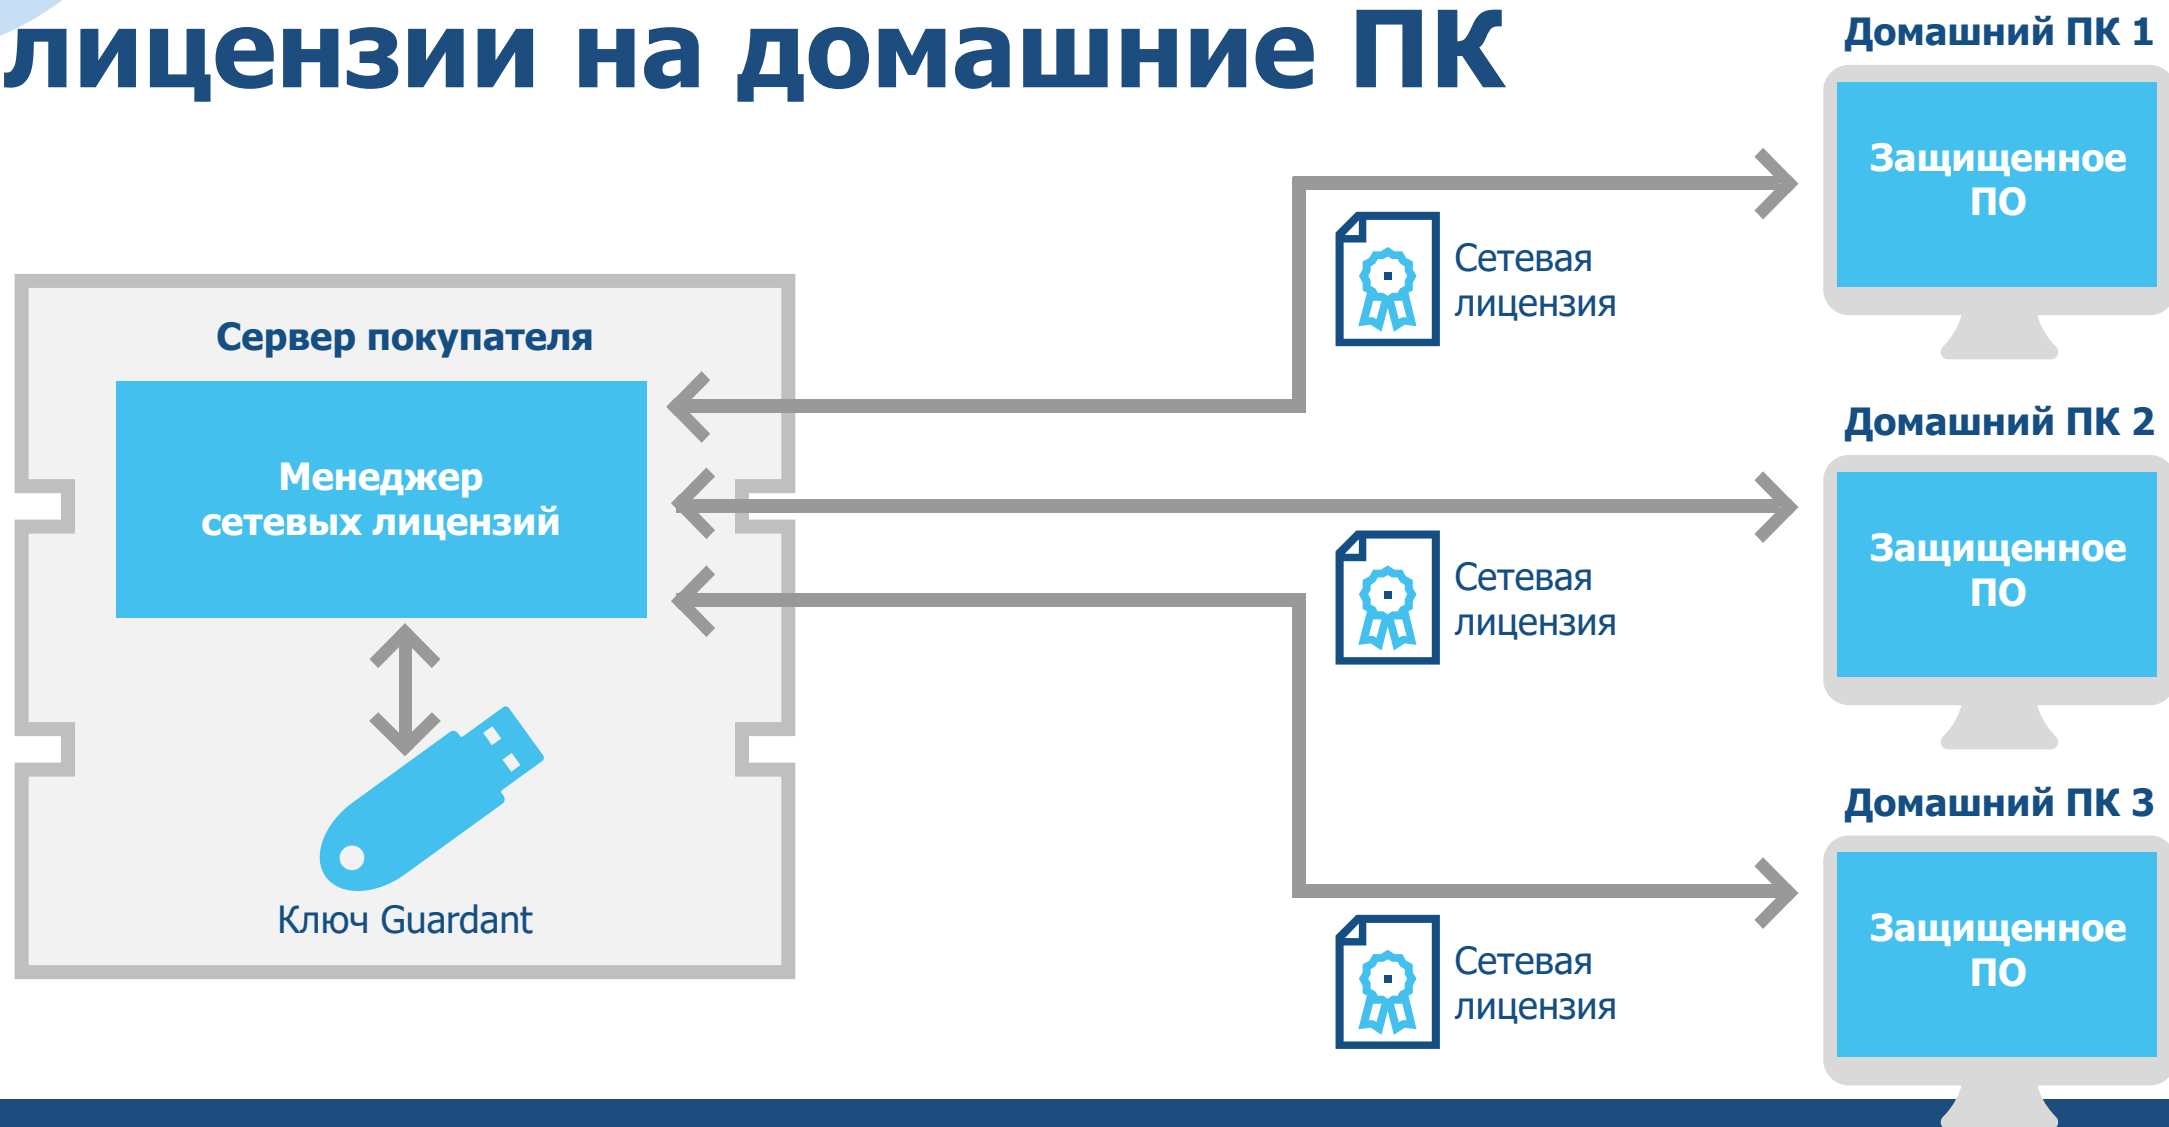 лицензии на домашние ПК
Сервер покупателя
Менеджер
сетевых лицензий
Ключ Guardant
Сетевая
лицензия
Сетевая
лицензия
Сетевая
лицензия
Домашний ПК 1
Защищенное
ПО
Домашний ПК 2
Защищенное
ПО
Домашний ПК 3
Защищенное
ПО